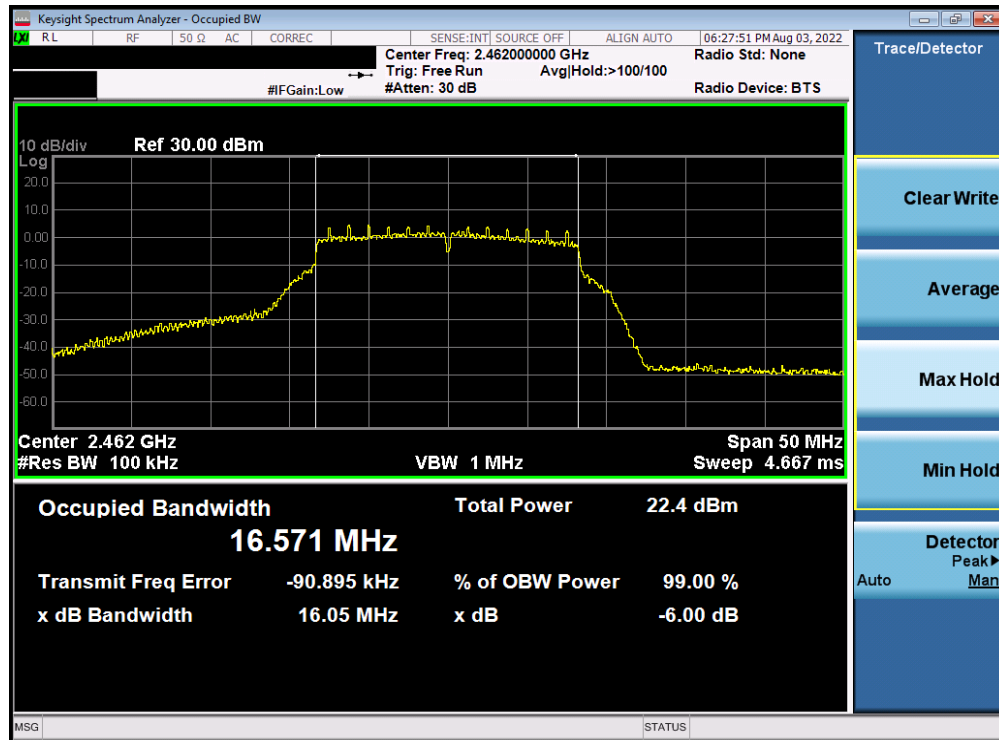 Keysight Spectrum Analyzer - Occupied BW
LXI RL RF 50 Ω AC CORREC SENSE:INT SOURCE OFF ALIGN AUTO 06:27:51 PM Aug 03, 2022
Center Freq: 2.462000000 GHz Radio Std: None
Trig: Free Run Avg|Hold:>100/100
#IFGain:Low #Atten: 30 dB Radio Device: BTS
Trace/Detector
10 dB/div Ref 30.00 dBm
Log
20.0
10.0
0.00
-10.0
-20.0
-30.0
-40.0
-50.0
-60.0
Center 2.462 GHz Span 50 MHz
#Res BW 100 kHz VBW 1 MHz Sweep 4.667 ms
Occupied Bandwidth Total Power 22.4 dBm
16.571 MHz
Transmit Freq Error -90.895 kHz % of OBW Power 99.00 %
x dB Bandwidth 16.05 MHz x dB -6.00 dB
Clear Write
Average
Max Hold
Min Hold
Detector
Peak▶
Auto Man
MSG STATUS